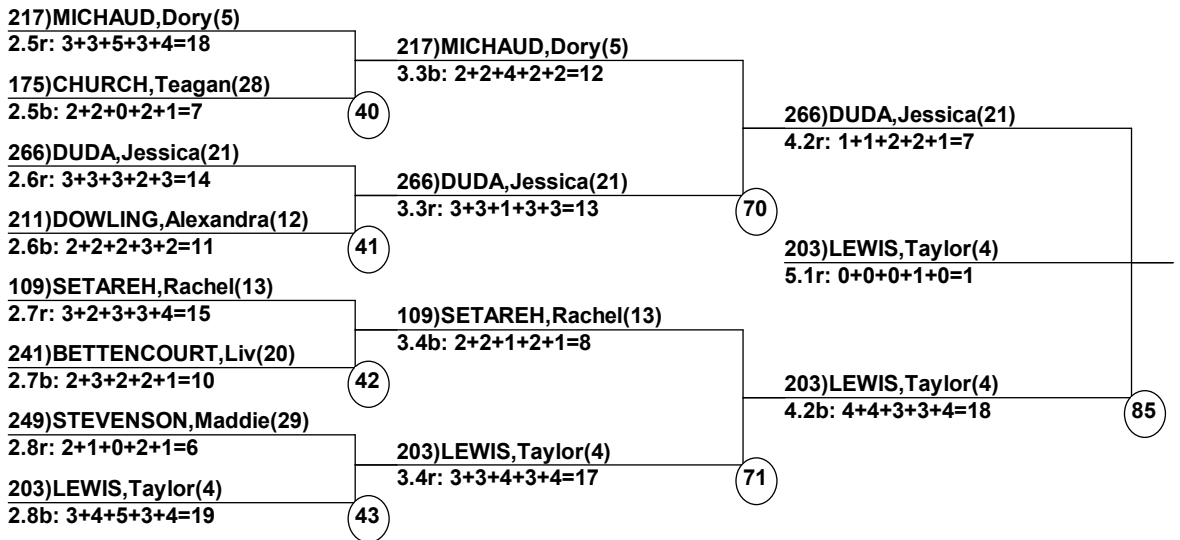 217)MICHAUD,Dory(5)
2.5r: 3+3+5+3+4=18
175)CHURCH,Teagan(28)
2.5b: 2+2+0+2+1=7
40
266)DUDA,Jessica(21)
2.6r: 3+3+3+2+3=14
211)DOWLING,Alexandra(12)
2.6b: 2+2+2+3+2=11
41
109)SETAREH,Rachel(13)
2.7r: 3+2+3+3+4=15
241)BETTENCOURT,Liv(20)
2.7b: 2+3+2+2+1=10
42
249)STEVENSON,Maddie(29)
2.8r: 2+1+0+2+1=6
203)LEWIS,Taylor(4)
2.8b: 3+4+5+3+4=19
43
217)MICHAUD,Dory(5)
3.3b: 2+2+4+2+2=12
266)DUDA,Jessica(21)
3.3r: 3+3+1+3+3=13
70
109)SETAREH,Rachel(13)
3.4b: 2+2+1+2+1=8
203)LEWIS,Taylor(4)
3.4r: 3+3+4+3+4=17
71
266)DUDA,Jessica(21)
4.2r: 1+1+2+2+1=7
203)LEWIS,Taylor(4)
5.1r: 0+0+0+1+0=1
203)LEWIS,Taylor(4)
4.2b: 4+4+3+3+4=18
85